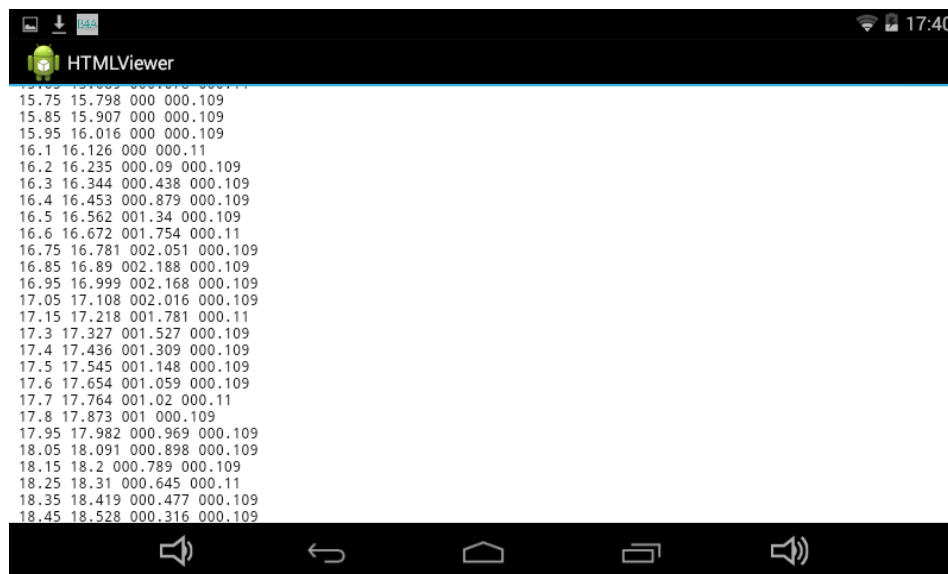 B4A
17:40
HTMLViewer
15.75 15.798 000 000.109
15.85 15.907 000 000.109
15.95 16.016 000 000.109
16.1 16.126 000 000.11
16.2 16.235 000.09 000.109
16.3 16.344 000.438 000.109
16.4 16.453 000.879 000.109
16.5 16.562 001.34 000.109
16.6 16.672 001.754 000.11
16.75 16.781 002.051 000.109
16.85 16.89 002.188 000.109
16.95 16.999 002.168 000.109
17.05 17.108 002.016 000.109
17.15 17.218 001.781 000.11
17.3 17.327 001.527 000.109
17.4 17.436 001.309 000.109
17.5 17.545 001.148 000.109
17.6 17.654 001.059 000.109
17.7 17.764 001.02 000.11
17.8 17.873 001 000.109
17.95 17.982 000.969 000.109
18.05 18.091 000.898 000.109
18.15 18.2 000.789 000.109
18.25 18.31 000.645 000.11
18.35 18.419 000.477 000.109
18.45 18.528 000.316 000.109